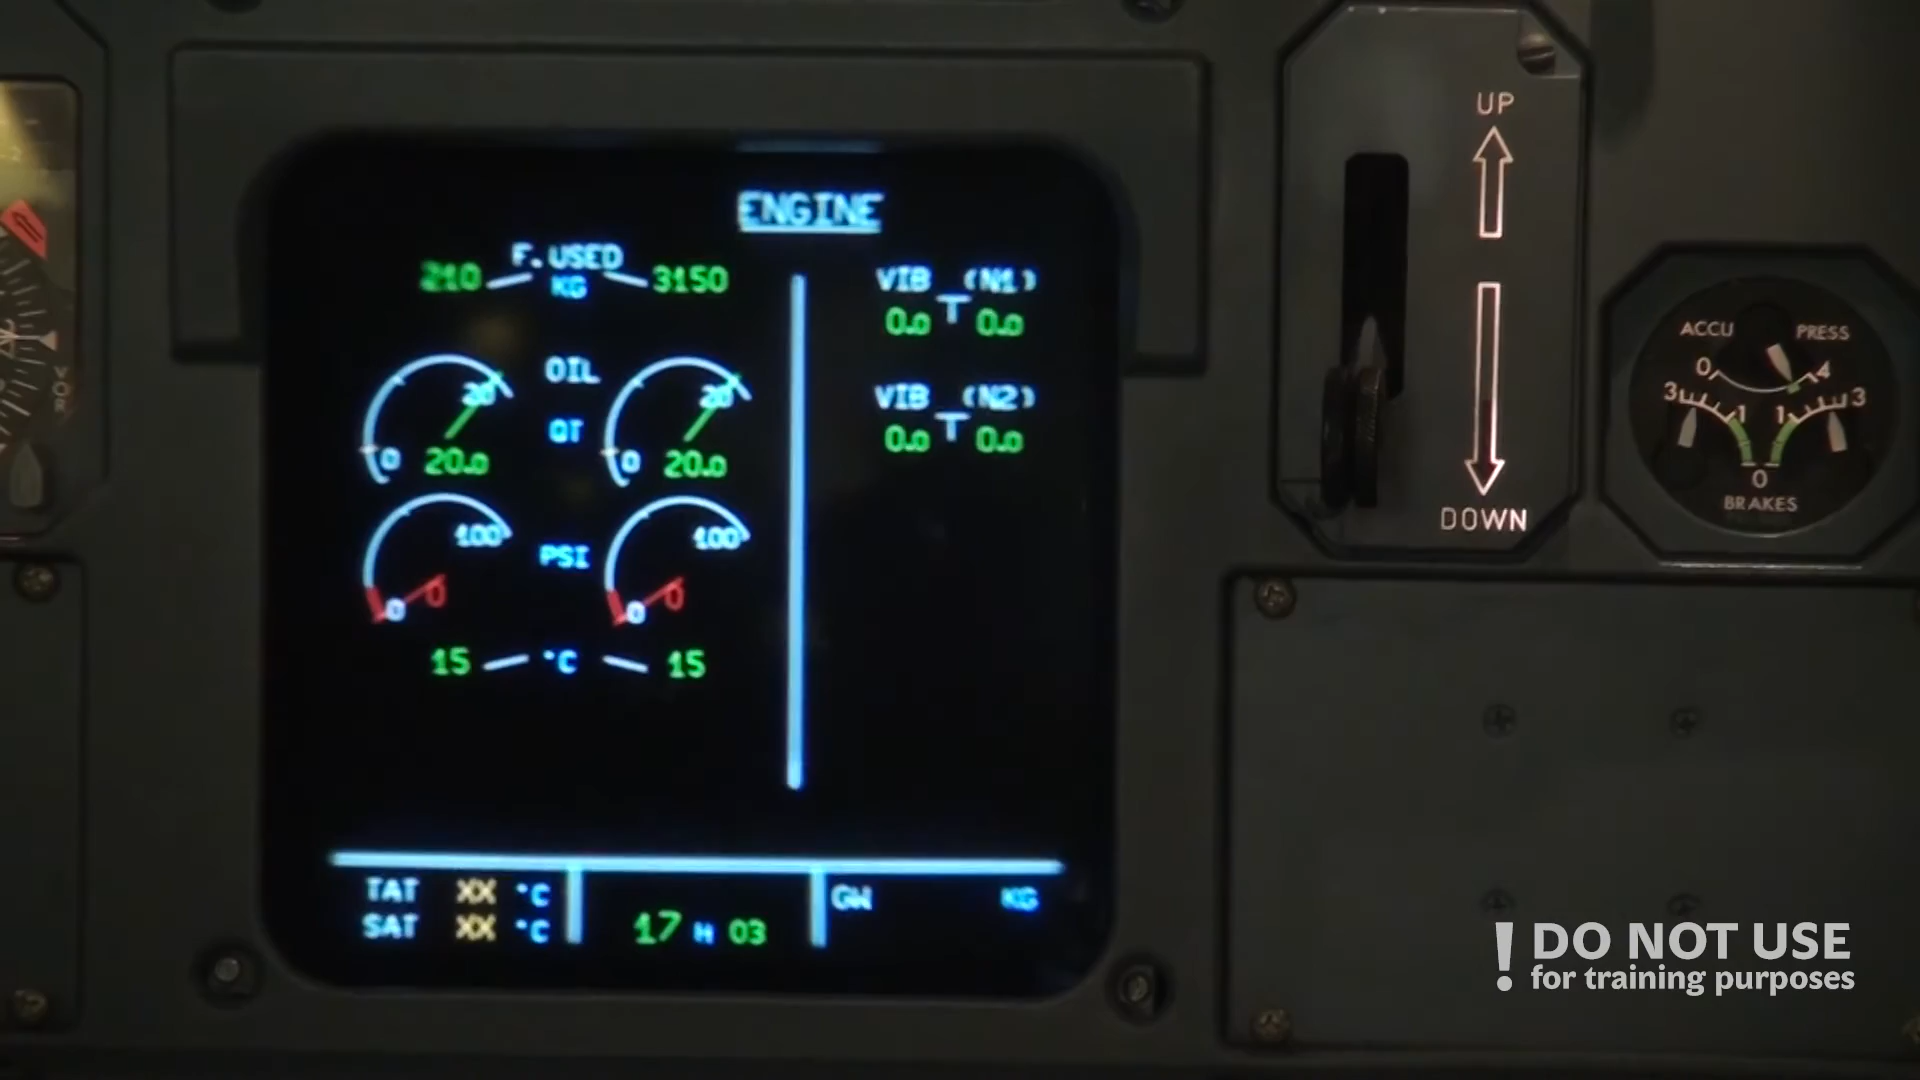 ENGINE
F.USED
210 KG 3150
VIB (N1)
0.0 0.0
OIL
20 20
QT
0 20.0 0 20.0
VIB (N2)
0.0 0.0
100 100
PSI
0 0 0 0
15 °C 15
TAT XX °C
SAT XX °C
17 H 03
GW KG
UP
DOWN
ACCU PRESS
0 4
3 1 1 3
0
BRAKES
VOR
! DO NOT USE
for training purposes